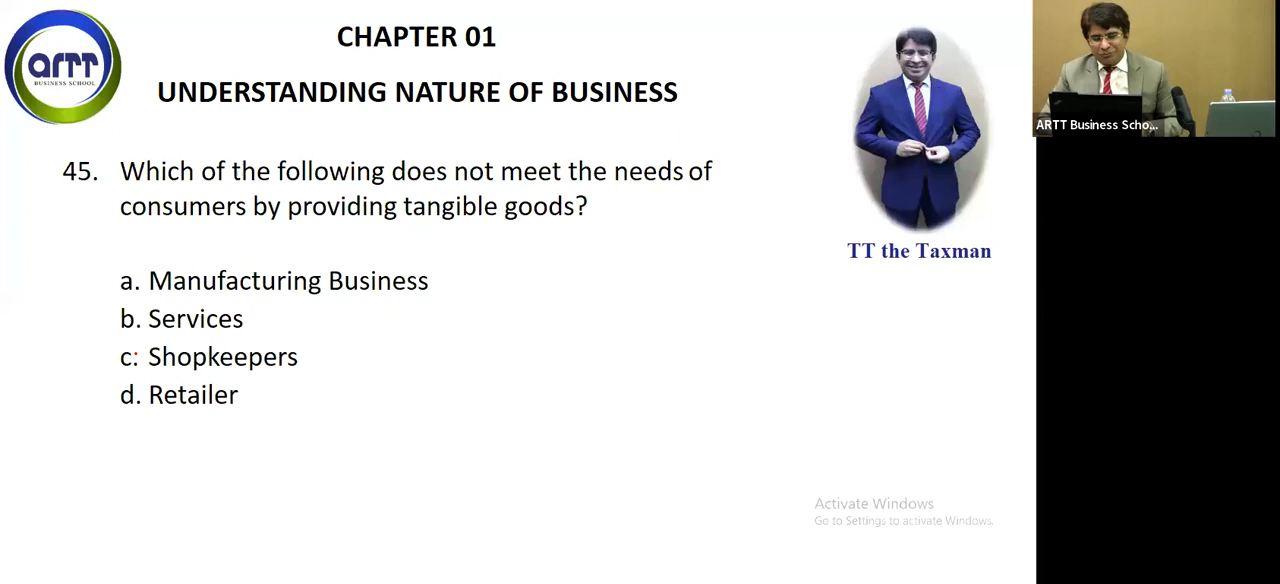 CHAPTER 01
UNDERSTANDING NATURE OF BUSINESS
artt
BUSINESS SCHOOL
45. Which of the following does not meet the needs of
consumers by providing tangible goods?
a. Manufacturing Business
b. Services
c: Shopkeepers
d. Retailer
TT the Taxman
ARTT Business Scho...
Activate Windows
Go to Settings to activate Windows.